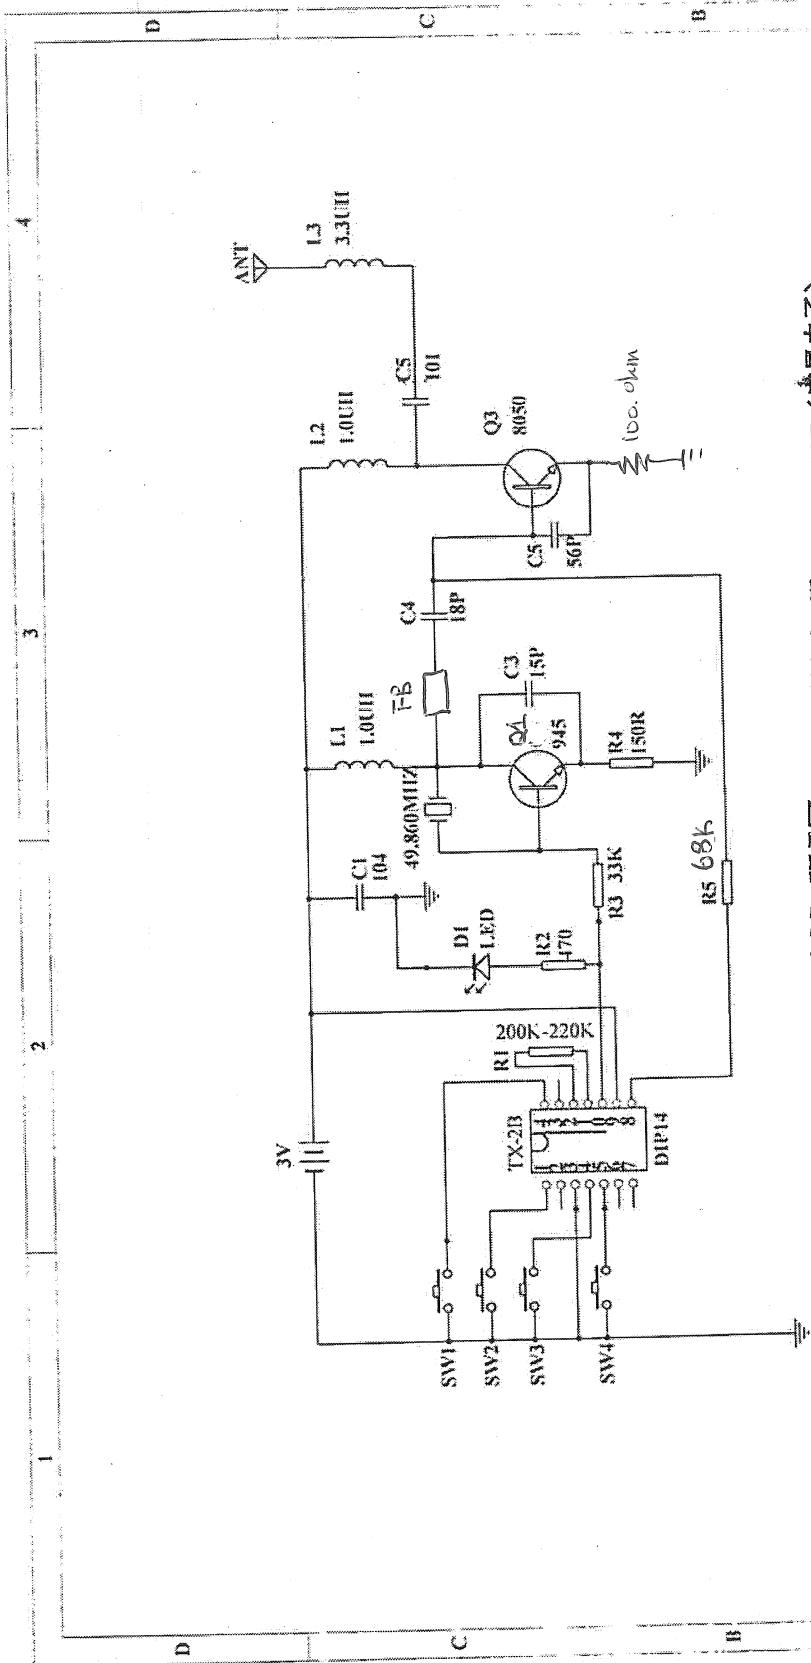 D
C
B
4
3
2
1
D
C
B
ANT
L3
3.3UH
L2
1.0UH
C5
101
Q3
8050
100.ohm
C5
56P
C4
18P
FB
L1
1.0UH
C3
15P
Q1
945
49.860MHZ
R4
150R
C1
104
R3 33K
R5 68K
D1
LED
R2
470
200K-220K
R1
3V
TX-2B
DIP14
SW1
SW2
SW3
SW4